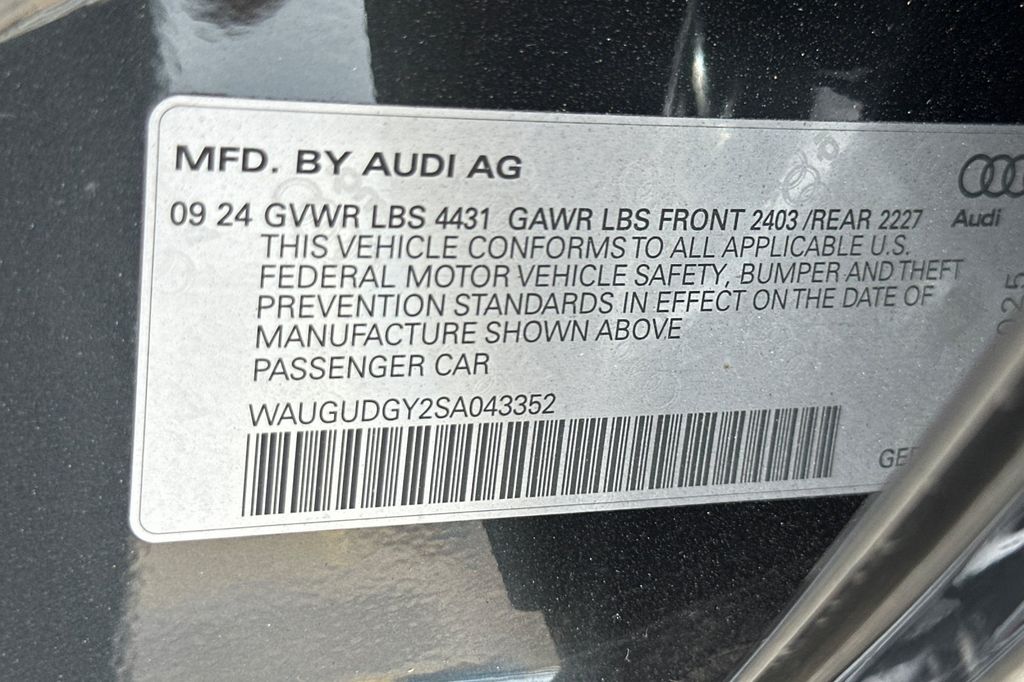 MFD. BY AUDI AG
Audi
09 24 GVWR LBS 4431 GAWR LBS FRONT 2403 /REAR 2227
THIS VEHICLE CONFORMS TO ALL APPLICABLE U.S.
FEDERAL MOTOR VEHICLE SAFETY, BUMPER AND THEFT
PREVENTION STANDARDS IN EFFECT ON THE DATE OF
MANUFACTURE SHOWN ABOVE
PASSENGER CAR
WAUGUDGY2SA043352